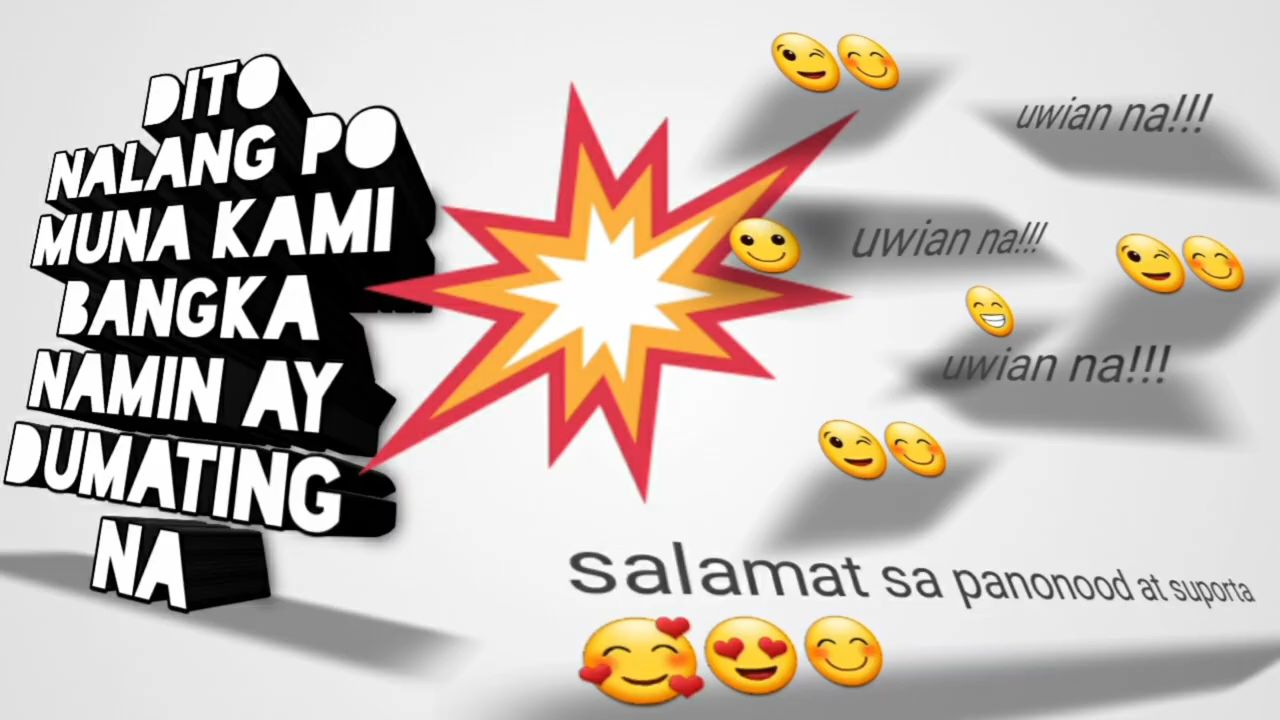 DITO
NALANG PO
MUNA KAMI
BANGKA
NAMIN AY
DUMATING
NA
uwian na!!!
uwian na!!!
uwian na!!!
salamat sa panonood at suporta